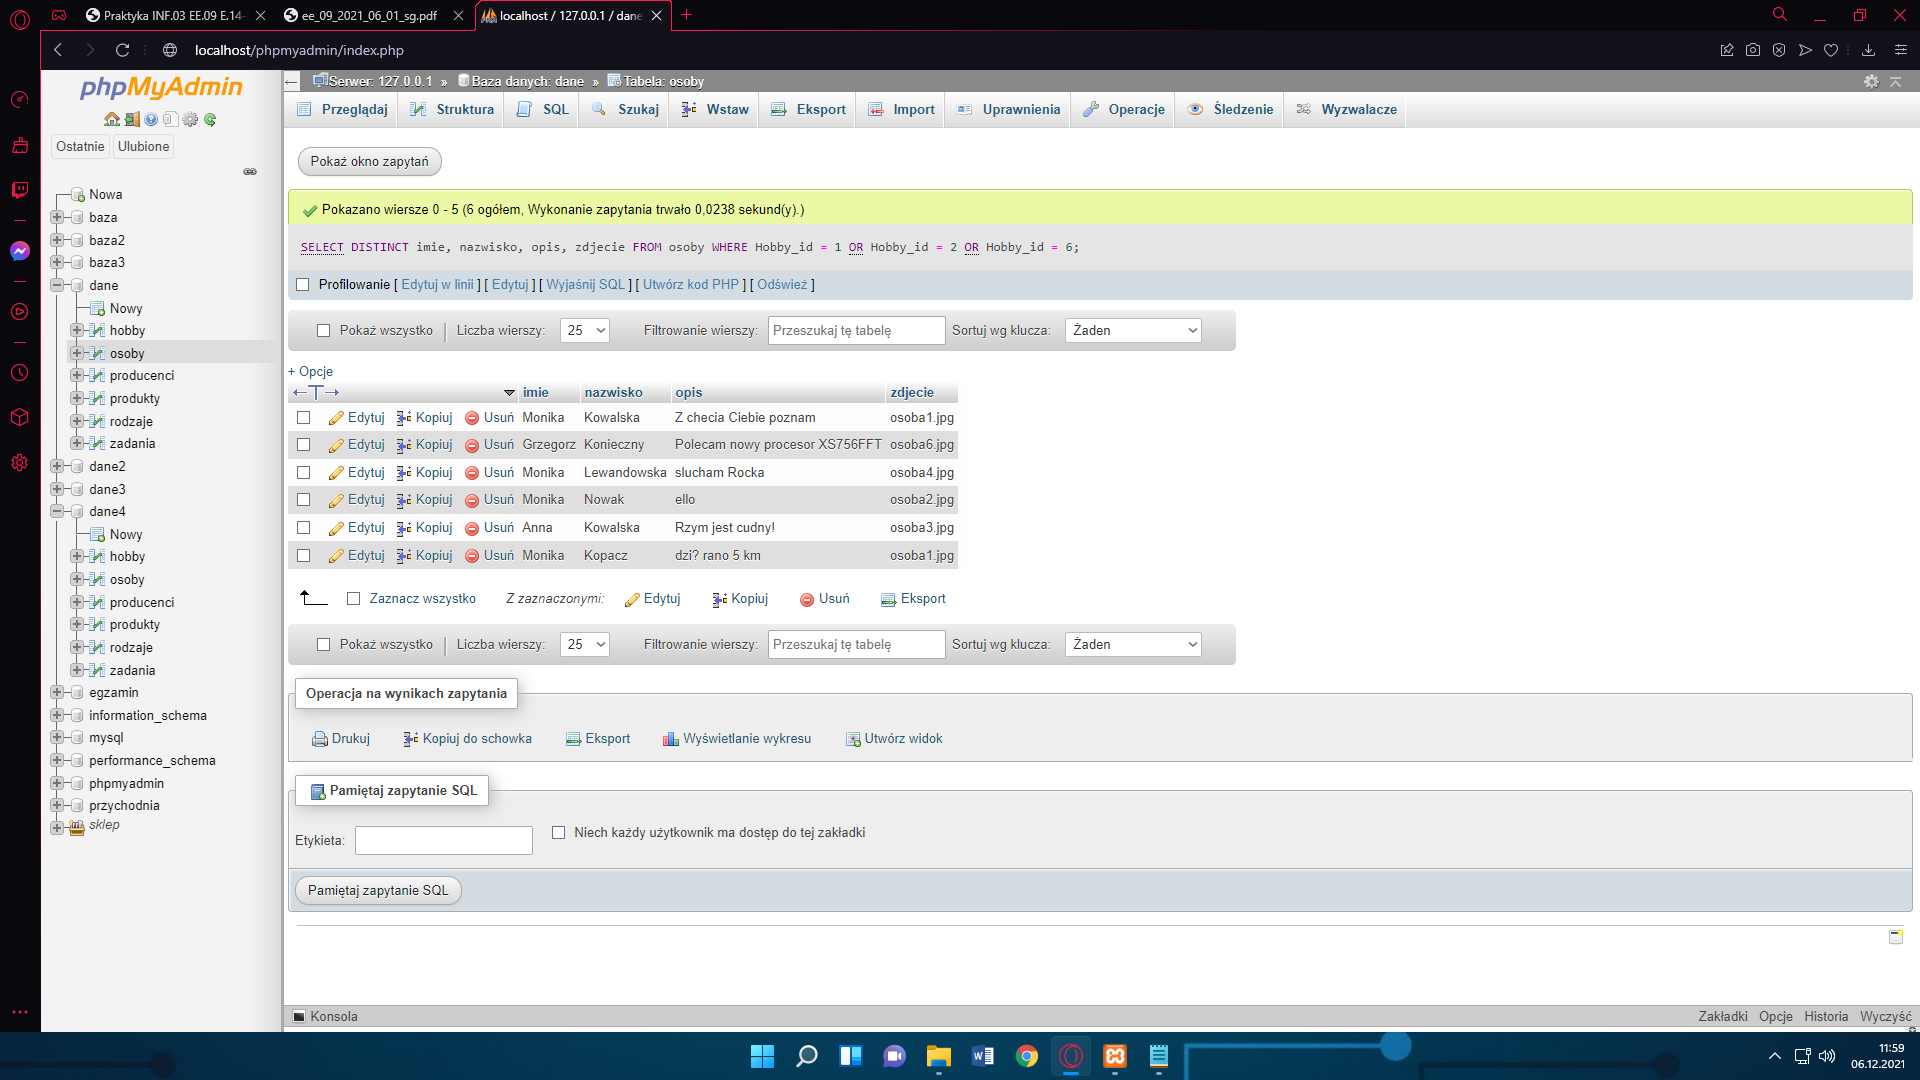 Praktyka INF.03 EE.09 E.14-
ee_09_2021_06_01_sg.pdf
localhost / 127.0.0.1 / dane
localhost/phpmyadmin/index.php
phpMyAdmin
Ostatnie Ulubione
Nowa
baza
baza2
baza3
dane
Nowy
hobby
osoby
producenci
produkty
rodzaje
zadania
dane2
dane3
dane4
Nowy
hobby
osoby
producenci
produkty
rodzaje
zadania
egzamin
information_schema
mysql
performance_schema
phpmyadmin
przychodnia
sklep
Serwer: 127.0.0.1 » Baza danych: dane » Tabela: osoby
Przeglądaj Struktura SQL Szukaj Wstaw Eksport Import Uprawnienia Operacje Śledzenie Wyzwalacze
Pokaż okno zapytań
Pokazano wiersze 0 - 5 (6 ogółem, Wykonanie zapytania trwało 0,0238 sekund(y).)
SELECT DISTINCT imie, nazwisko, opis, zdjecie FROM osoby WHERE Hobby_id = 1 OR Hobby_id = 2 OR Hobby_id = 6;
Profilowanie [ Edytuj w linii ] [ Edytuj ] [ Wyjaśnij SQL ] [ Utwórz kod PHP ] [ Odśwież ]
Pokaż wszystko Liczba wierszy: 25 Filtrowanie wierszy: Przeszukaj tę tabelę Sortuj wg klucza: Żaden
+ Opcje
imie nazwisko opis zdjecie
Edytuj Kopiuj Usuń Monika Kowalska Z checia Ciebie poznam osoba1.jpg
Edytuj Kopiuj Usuń Grzegorz Konieczny Polecam nowy procesor XS756FFT osoba6.jpg
Edytuj Kopiuj Usuń Monika Lewandowska slucham Rocka osoba4.jpg
Edytuj Kopiuj Usuń Monika Nowak ello osoba2.jpg
Edytuj Kopiuj Usuń Anna Kowalska Rzym jest cudny! osoba3.jpg
Edytuj Kopiuj Usuń Monika Kopacz dzi? rano 5 km osoba1.jpg
Zaznacz wszystko Z zaznaczonymi: Edytuj Kopiuj Usuń Eksport
Pokaż wszystko Liczba wierszy: 25 Filtrowanie wierszy: Przeszukaj tę tabelę Sortuj wg klucza: Żaden
Operacja na wynikach zapytania
Drukuj Kopiuj do schowka Eksport Wyświetlanie wykresu Utwórz widok
Pamiętaj zapytanie SQL
Etykieta: Niech każdy użytkownik ma dostęp do tej zakładki
Pamiętaj zapytanie SQL
Konsola Zakładki Opcje Historia Wyczyść
11:59
06.12.2021